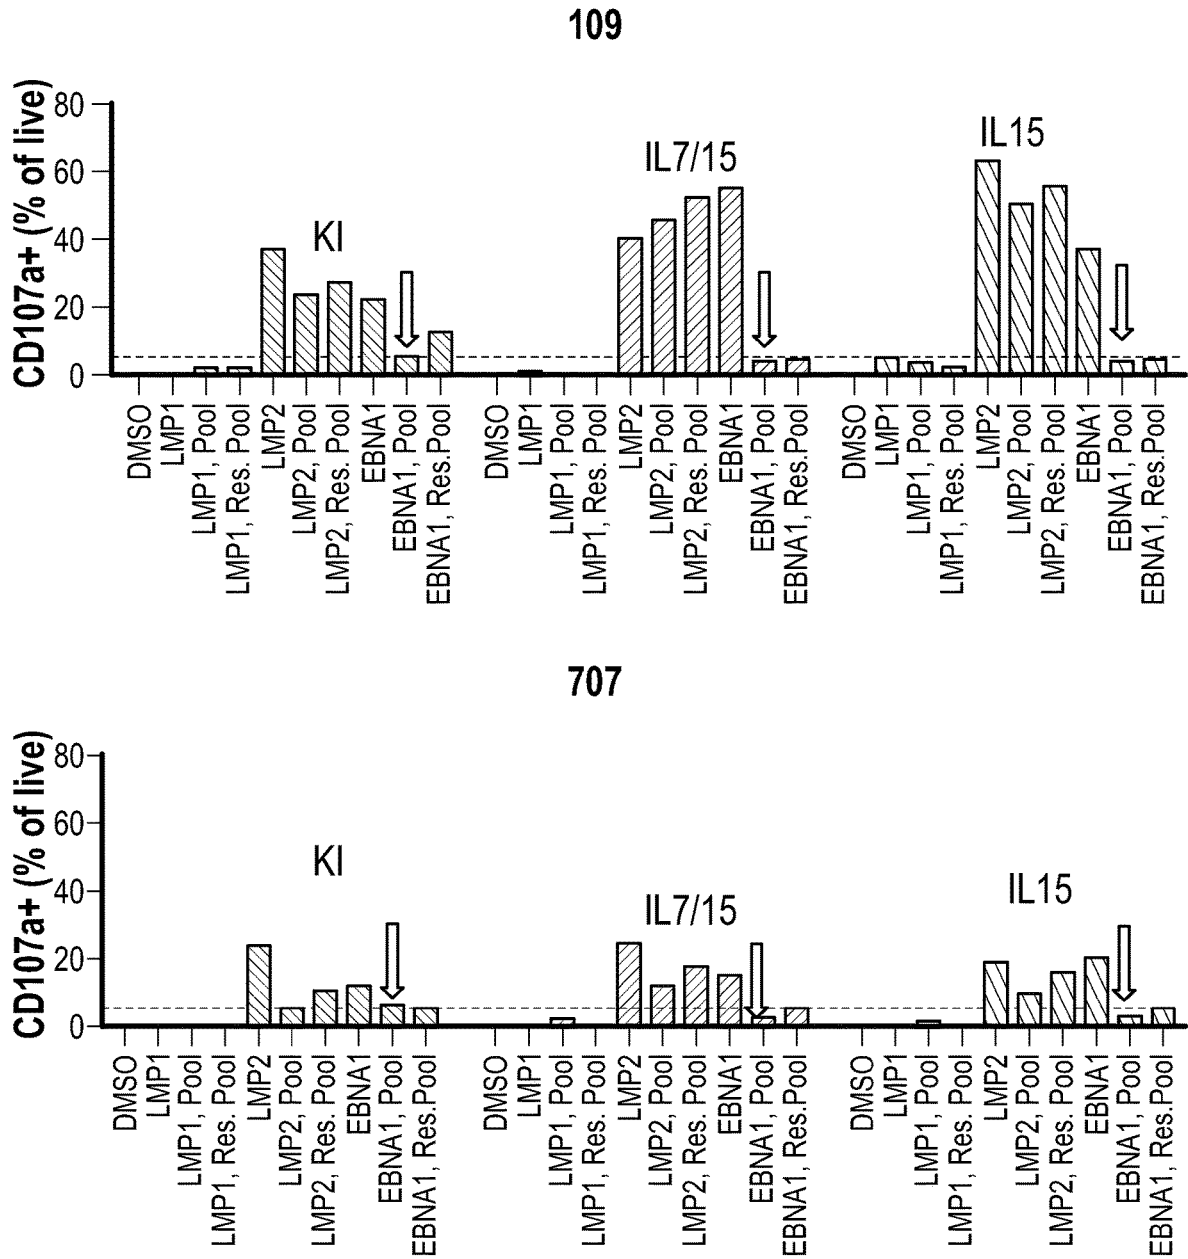 109
CD107a+ (% of live)
80
60
40
20
0
KI
IL7/15
IL15
DMSO
LMP1
LMP1, Pool
LMP1, Res. Pool
LMP2
LMP2, Pool
LMP2, Res. Pool
EBNA1
EBNA1, Pool
EBNA1, Res.Pool
DMSO
LMP1
LMP1, Pool
LMP1, Res. Pool
LMP2
LMP2, Pool
LMP2, Res. Pool
EBNA1
EBNA1, Pool
EBNA1, Res.Pool
DMSO
LMP1
LMP1, Pool
LMP1, Res. Pool
LMP2
LMP2, Pool
LMP2, Res. Pool
EBNA1
EBNA1, Pool
EBNA1, Res.Pool
707
CD107a+ (% of live)
80
60
40
20
0
KI
IL7/15
IL15
DMSO
LMP1
LMP1, Pool
LMP1, Res. Pool
LMP2
LMP2, Pool
LMP2, Res. Pool
EBNA1
EBNA1, Pool
EBNA1, Res.Pool
DMSO
LMP1
LMP1, Pool
LMP1, Res. Pool
LMP2
LMP2, Pool
LMP2, Res. Pool
EBNA1
EBNA1, Pool
EBNA1, Res.Pool
DMSO
LMP1
LMP1, Pool
LMP1, Res. Pool
LMP2
LMP2, Pool
LMP2, Res. Pool
EBNA1
EBNA1, Pool
EBNA1, Res.Pool